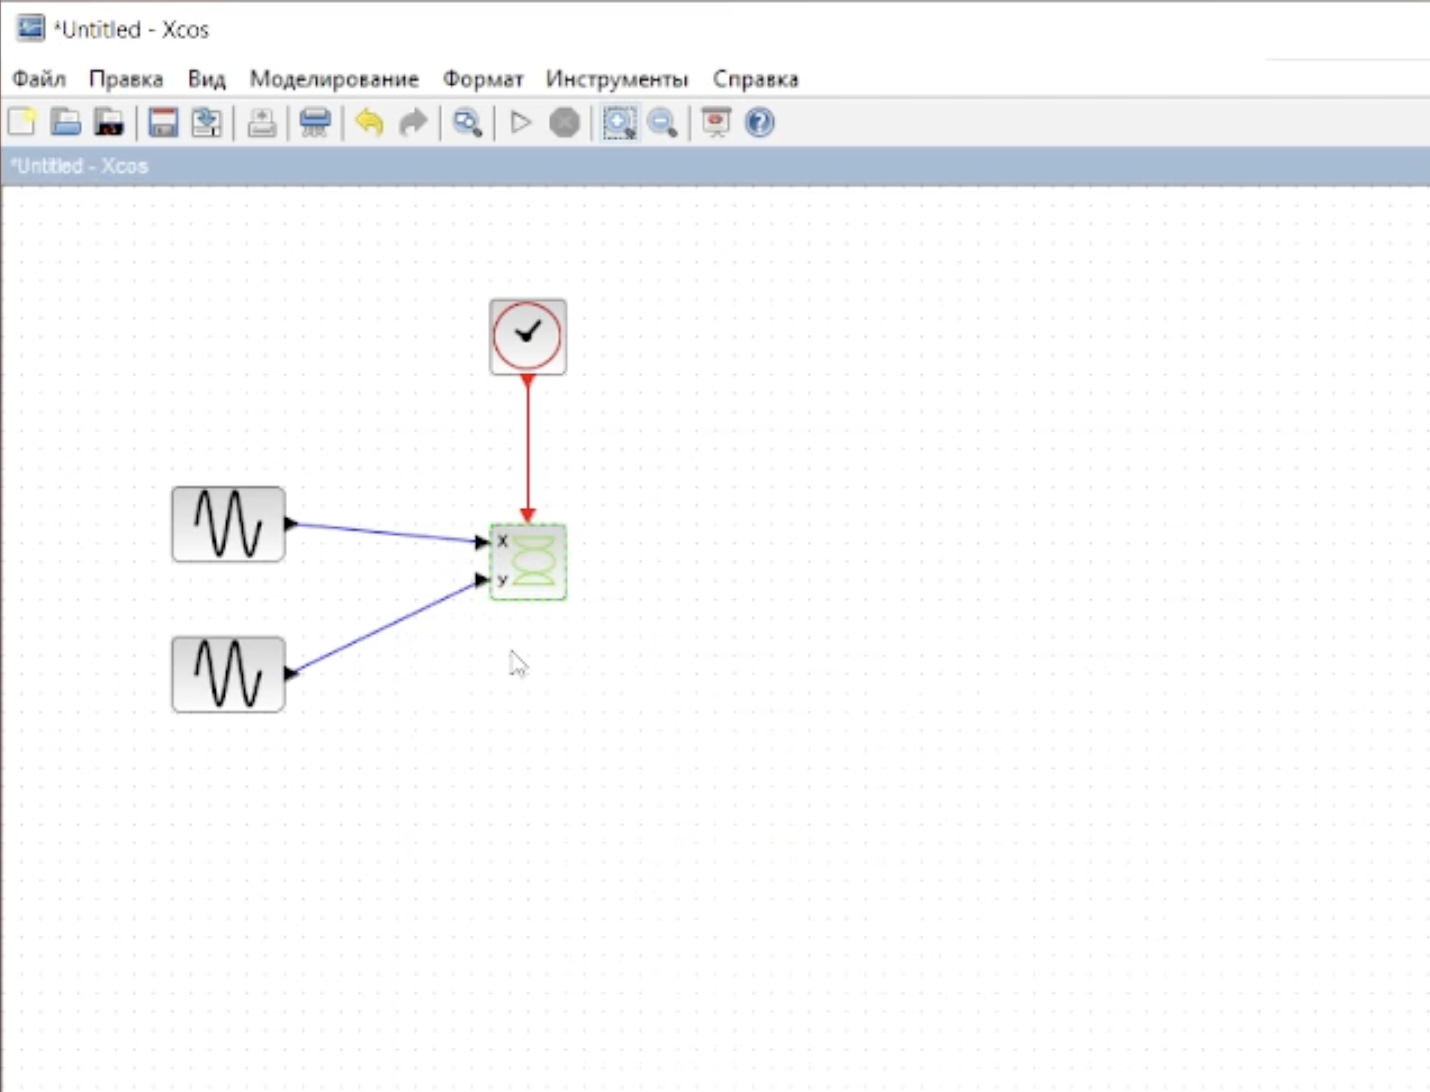 *Untitled - Xcos
Файл Правка Вид Моделирование Формат Инструменты Справка
*Untitled - Xcos
X
y